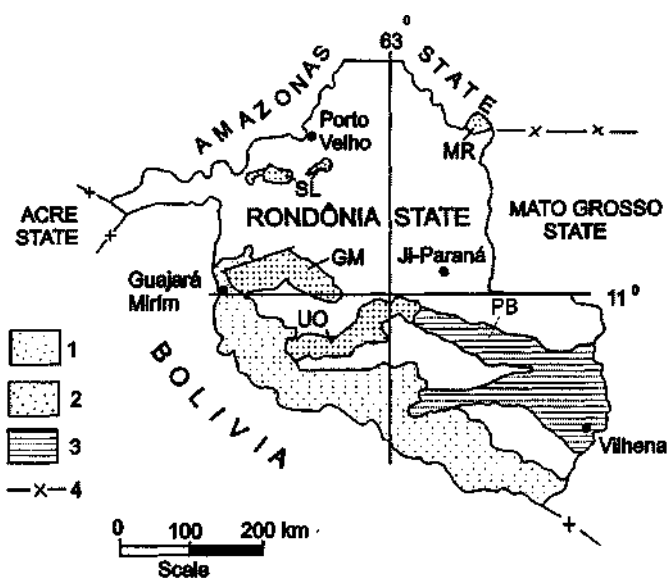 63°
AMAZONAS
STATE
Porto
Velho
MR
SL
ACRE
STATE
RONDÔNIA STATE
MATO GROSSO
STATE
GM
Ji-Paraná
Guajará
Mirim
11°
UO
PB
BOLIVIA
1
2
3
4
Vilhena
0 100 200 km
Scale